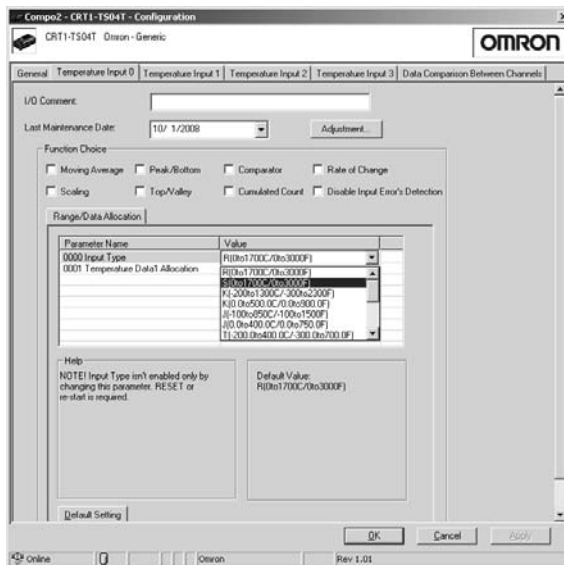 Compo2 - CRT1-TS04T - Configuration
CRT1-TS04T Omron - Generic
OMRON
General Temperature Input 0 Temperature Input 1 Temperature Input 2 Temperature Input 3 Data Comparison Between Channels
I/O Comment:
Last Maintenance Date: 10/ 1/2008 Adjustment...
Function Choice
Moving Average Peak/Bottom Comparator Rate of Change
Scaling Top/Valley Cumulated Count Disable Input Error's Detection
Range/Data Allocation
Parameter Name Value
0000 Input Type R(0to1700C/0to3000F)
0001 Temperature Data1 Allocation R(0to1700C/0to3000F)
S(0to1700C/0to3000F)
K(-200to1300C/-300to2300F)
K(0.0to500.0C/0.0to900.0F)
J(-100to850C/-100to1500F)
J(0.0to400.0C/0.0to750.0F)
T(-200.0to400.0C/-300.0to700.0F)
Help
NOTE! Input Type isn't enabled only by
changing this parameter. RESET or
re-start is required.
Default Value:
R(0to1700C/0to3000F)
Default Setting
OK Cancel Apply
Online Omron Rev 1.01